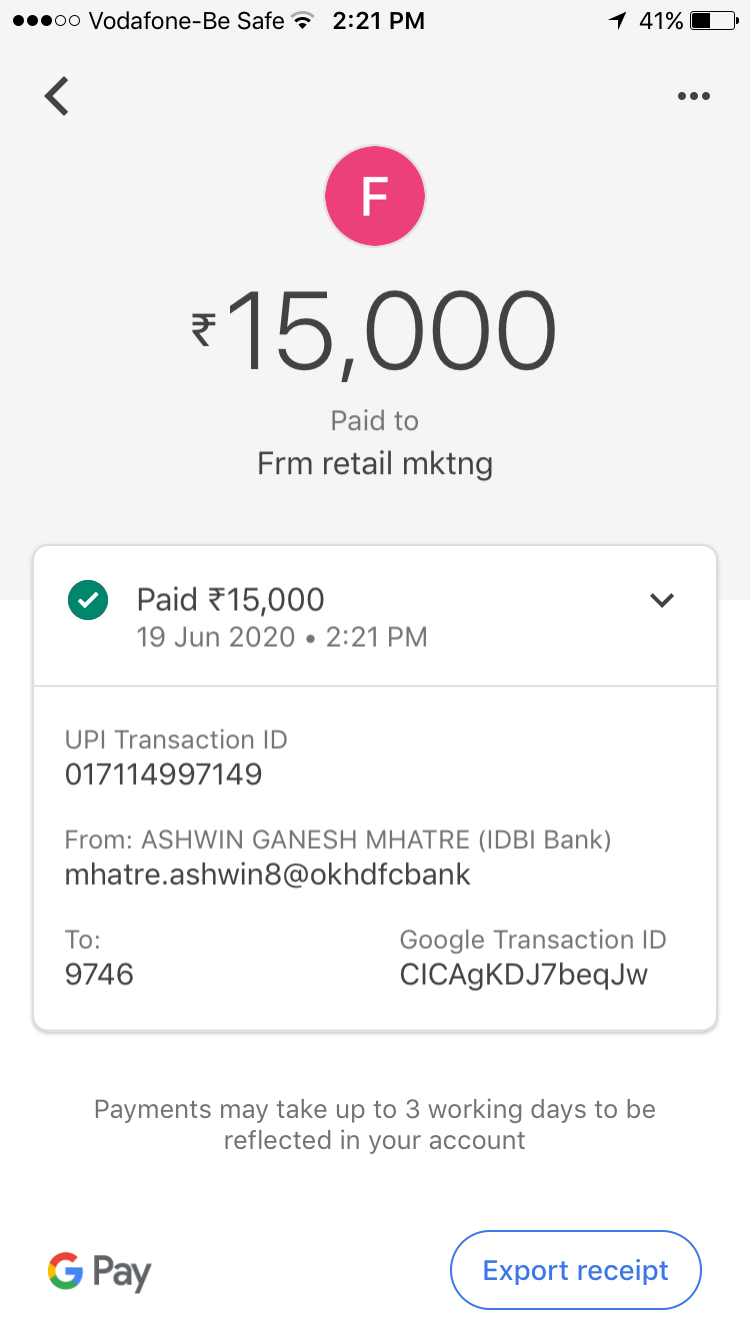 Vodafone-Be Safe 2:21 PM 41%
F
₹15,000
Paid to
Frm retail mktng
Paid ₹15,000
19 Jun 2020 • 2:21 PM
UPI Transaction ID
017114997149
From: ASHWIN GANESH MHATRE (IDBI Bank)
mhatre.ashwin8@okhdfcbank
To:
9746
Google Transaction ID
CICAgKDJ7beqJw
Payments may take up to 3 working days to be
reflected in your account
G Pay
Export receipt